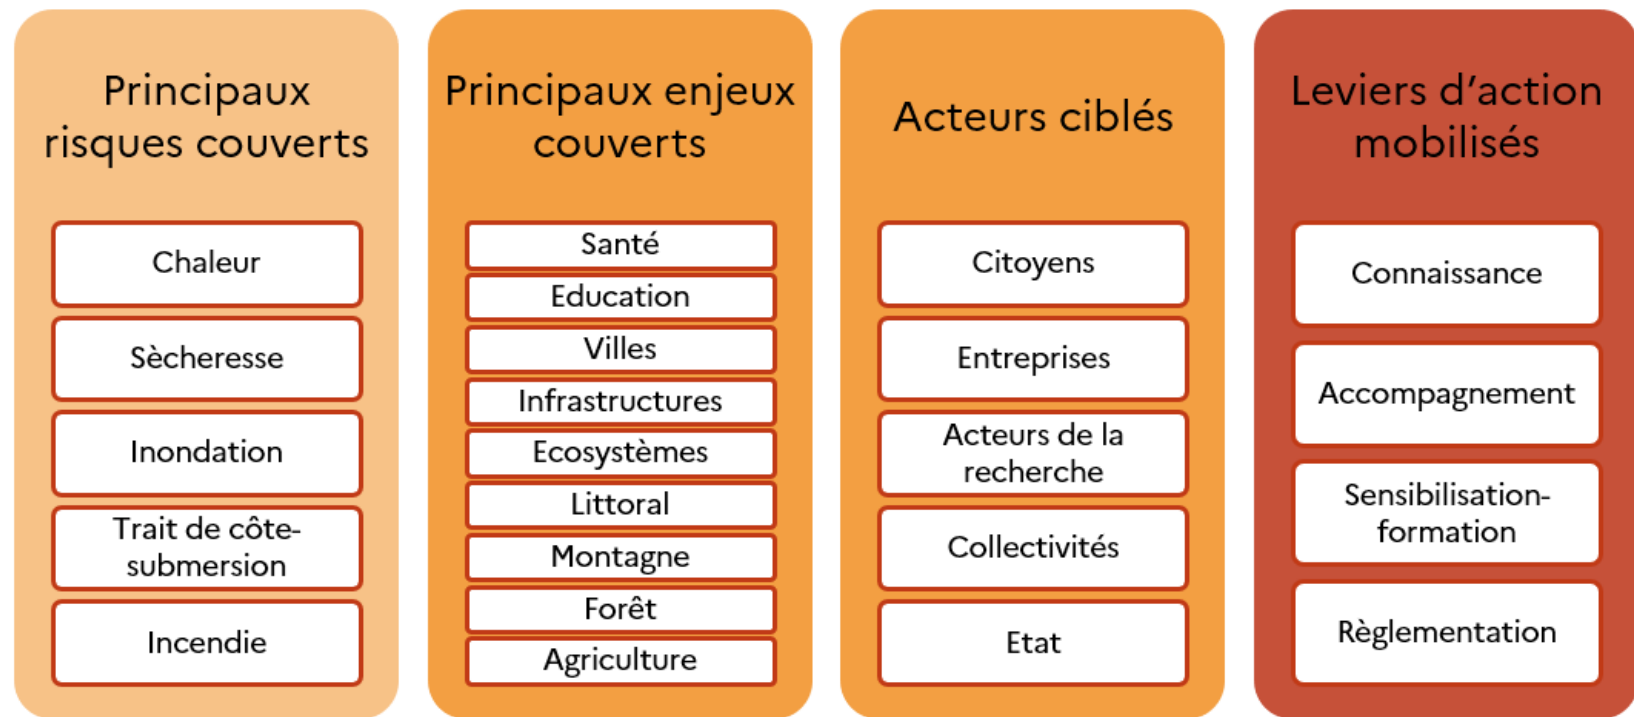 Principaux
risques couverts
Chaleur
Sècheresse
Inondation
Trait de côte-
submersion
Incendie
Principaux enjeux
couverts
Santé
Education
Villes
Infrastructures
Ecosystèmes
Littoral
Montagne
Forêt
Agriculture
Acteurs ciblés
Citoyens
Entreprises
Acteurs de la
recherche
Collectivités
Etat
Leviers d’action
mobilisés
Connaissance
Accompagnement
Sensibilisation-
formation
Règlementation